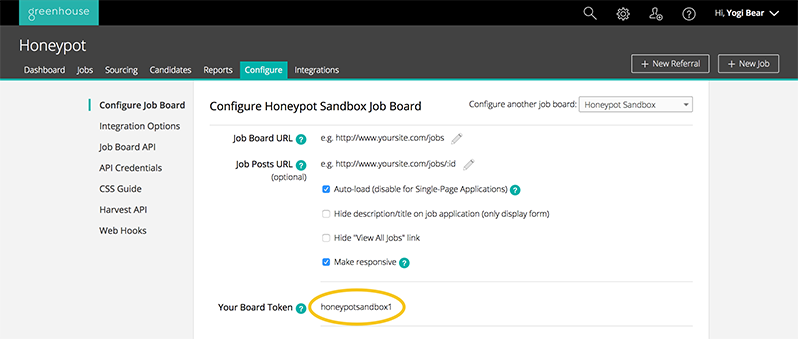 greenhouse
Hi, Yogi Bear
Honeypot
Dashboard Jobs Sourcing Candidates Reports Configure Integrations
+ New Referral + New Job
Configure Job Board
Integration Options
Job Board API
API Credentials
CSS Guide
Harvest API
Web Hooks
Configure Honeypot Sandbox Job Board
Configure another job board: Honeypot Sandbox
Job Board URL ? e.g. http://www.yoursite.com/jobs
Job Posts URL ? e.g. http://www.yoursite.com/jobs/:id
(optional)
Auto-load (disable for Single-Page Applications) ?
Hide description/title on job application (only display form)
Hide "View All Jobs" link
Make responsive ?
Your Board Token ? honeypotsandbox1